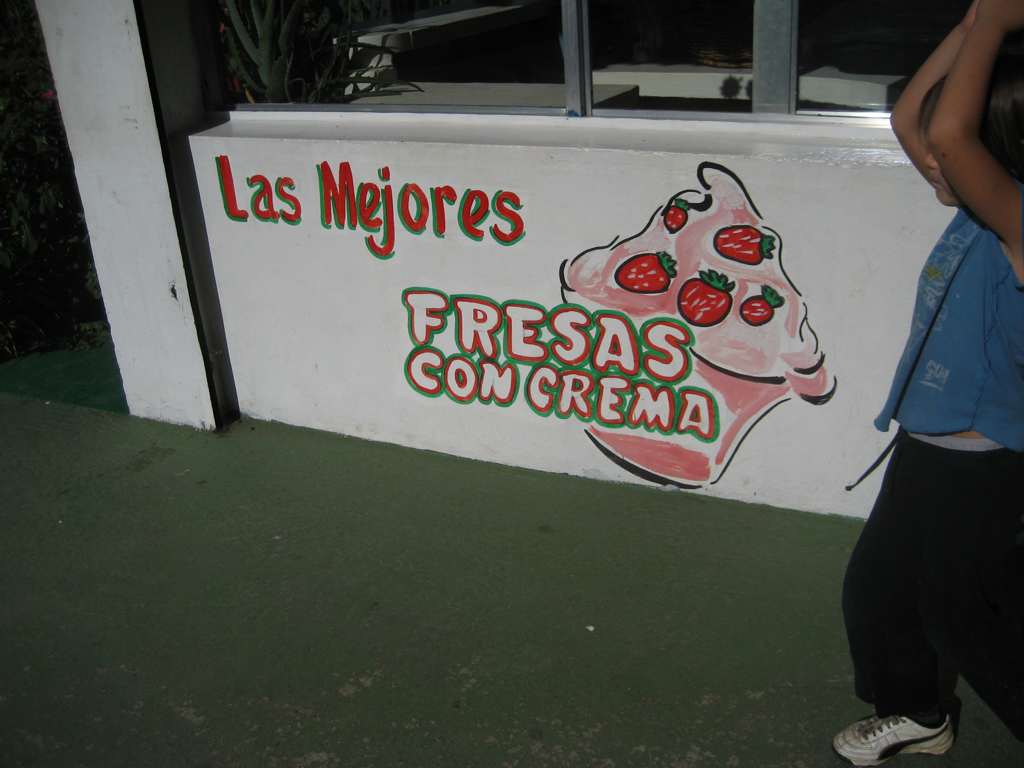 Las Mejores
FRESAS
CON CREMA